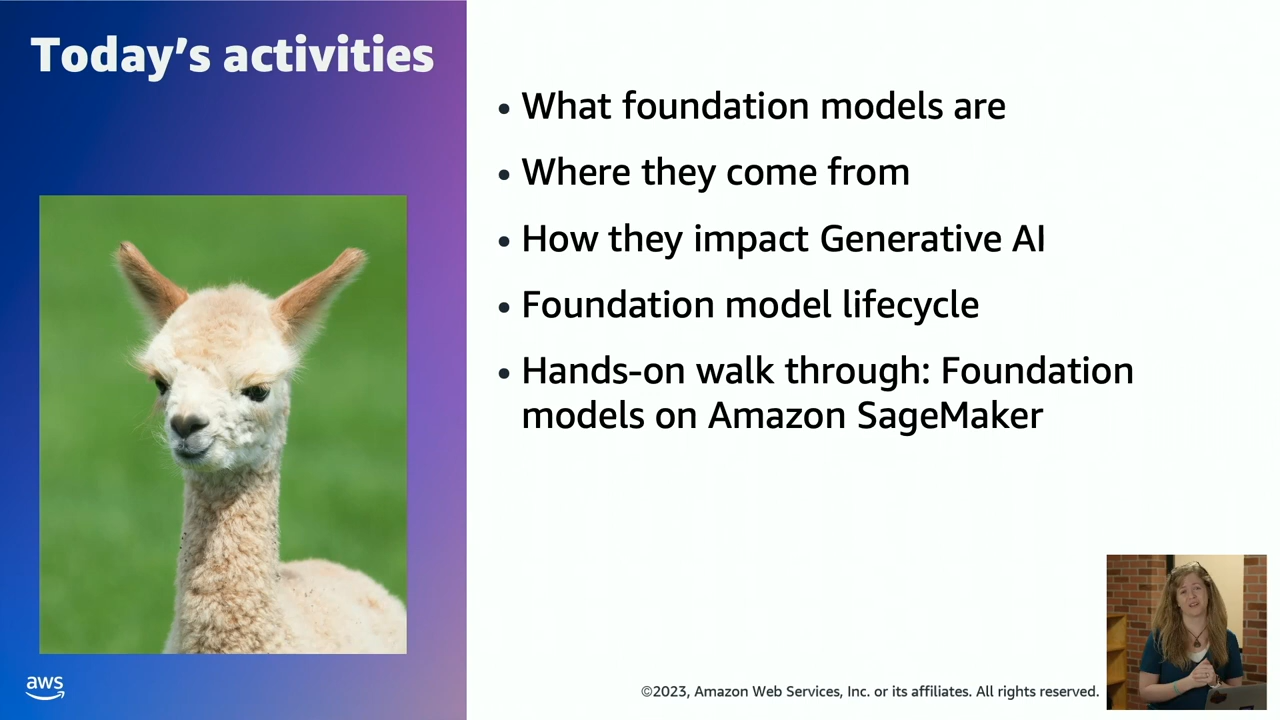 Today’s activities
• What foundation models are
• Where they come from
• How they impact Generative AI
• Foundation model lifecycle
• Hands-on walk through: Foundation
models on Amazon SageMaker
aws
©2023, Amazon Web Services, Inc. or its affiliates. All rights reserved.